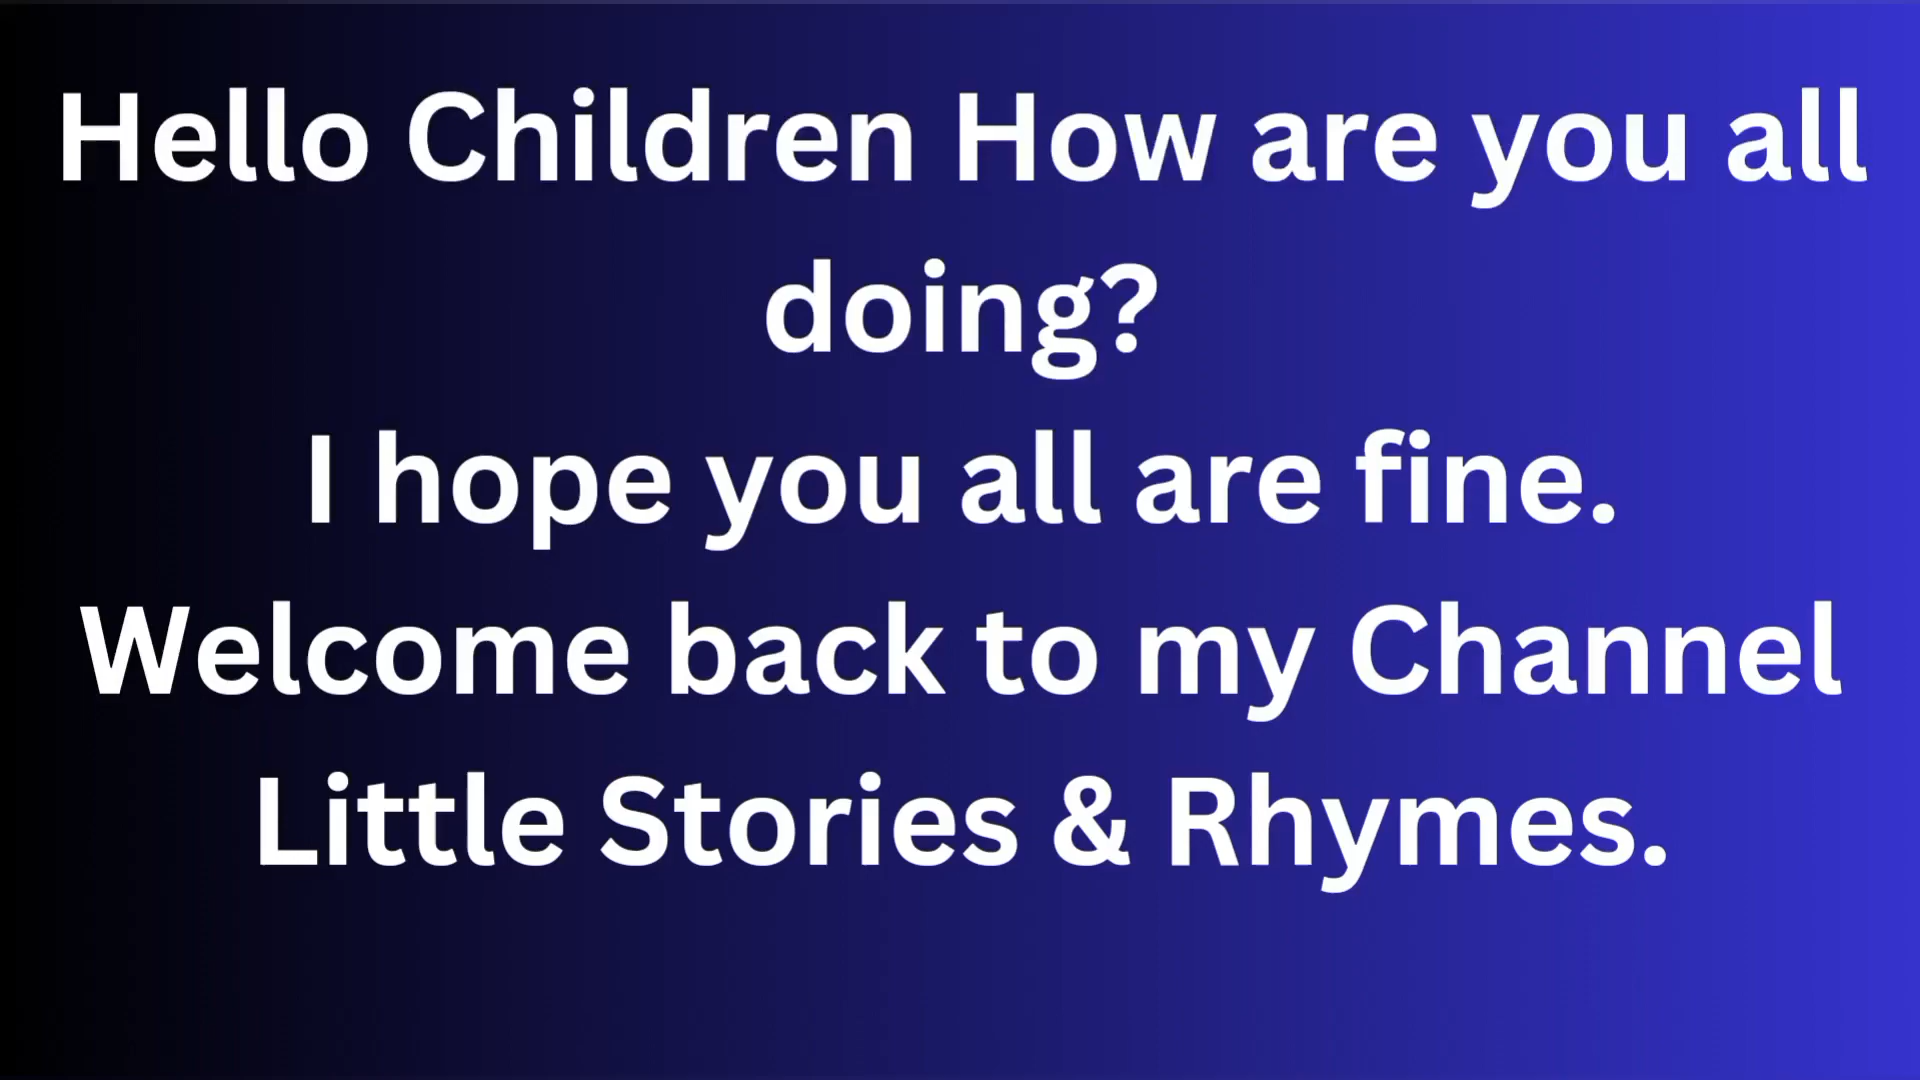 Hello Children How are you all
doing?
I hope you all are fine.
Welcome back to my Channel
Little Stories & Rhymes.